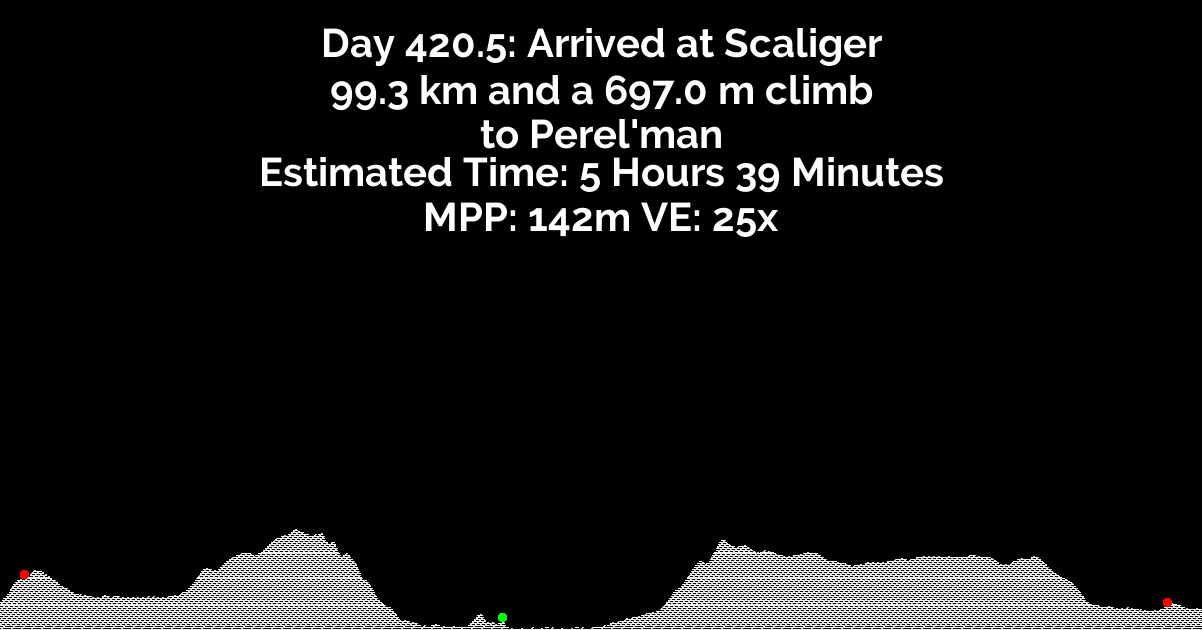 Day 420.5: Arrived at Scaliger
99.3 km and a 697.0 m climb
to Perel'man
Estimated Time: 5 Hours 39 Minutes
MPP: 142m VE: 25x